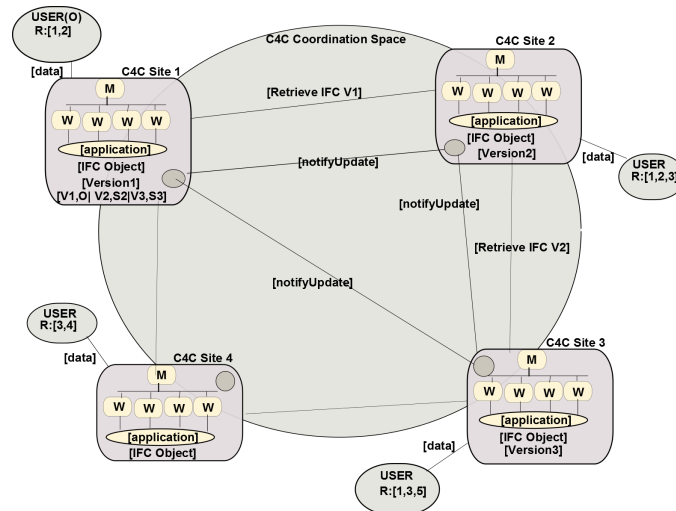 USER(O)
R:[1,2]
[data]
C4C Site 1
M
W W W W
[application]
[IFC Object]
[Version1]
[V1,O| V2,S2|V3,S3]
C4C Coordination Space
[Retrieve IFC V1]
[notifyUpdate]
C4C Site 2
M
W W W W
[application]
[IFC Object]
[Version2]
[data]
USER
R:[1,2,3]
[notifyUpdate]
[Retrieve IFC V2]
[notifyUpdate]
USER
R:[3,4]
[data]
C4C Site 4
M
W W W W
[application]
[IFC Object]
C4C Site 3
M
W W W W
[application]
[IFC Object]
[Version3]
[data]
USER
R:[1,3,5]